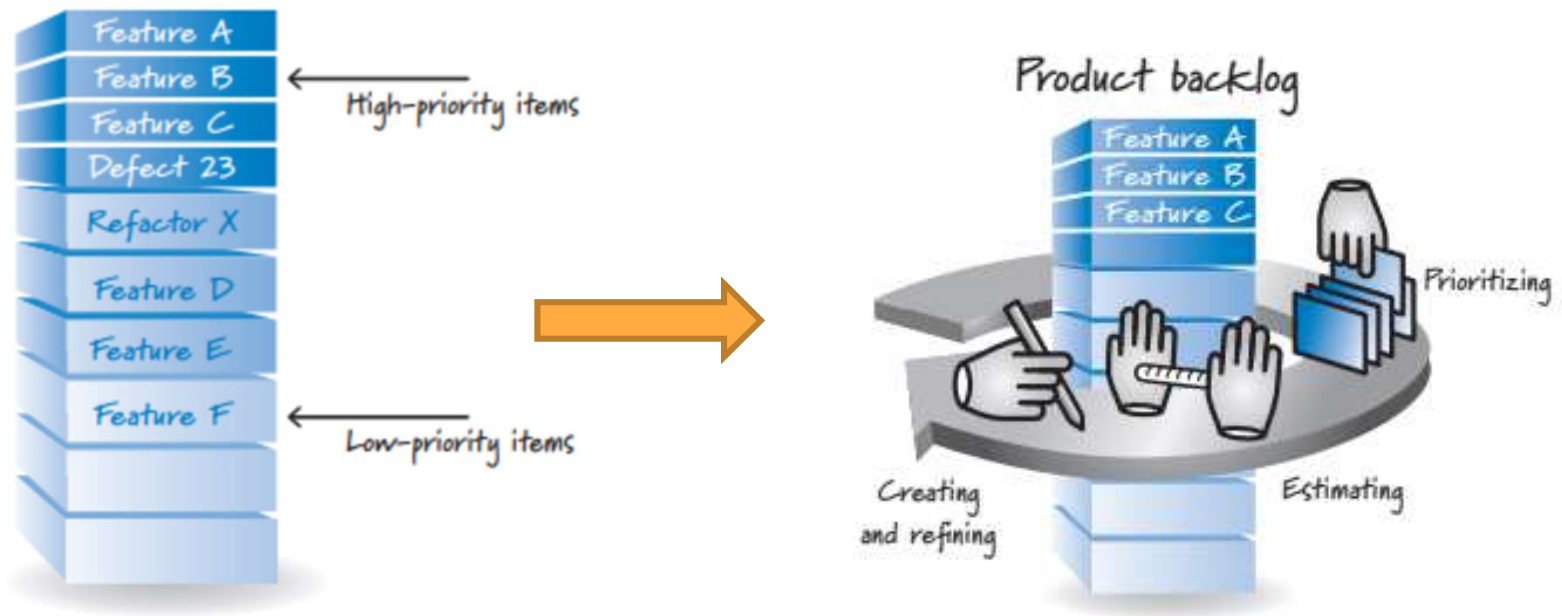 Feature A
Feature B
Feature C
Defect 23
Refactor X
Feature D
Feature E
Feature F
High-priority items
Low-priority items
Product backlog
Feature A
Feature B
Feature C
Prioritizing
Estimating
Creating
and refining